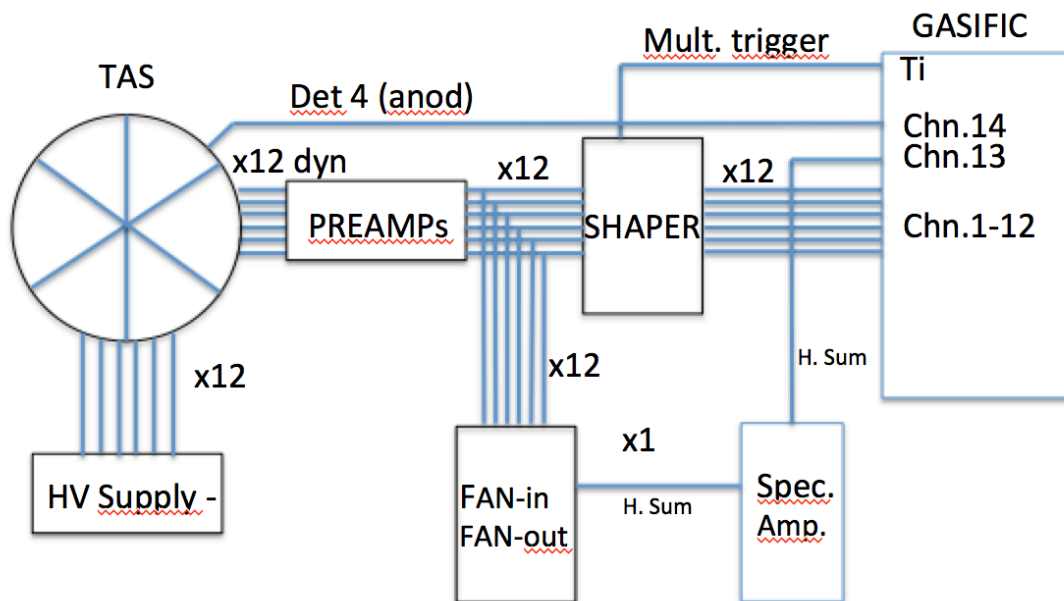 GASIFIC
Mult. trigger
TAS
Ti
Det 4 (anod)
Chn.14
Chn.13
x12 dyn
x12
x12
PREAMPs
SHAPER
Chn.1-12
H. Sum
x12
x12
x1
HV Supply -
FAN-in
FAN-out
H. Sum
Spec.
Amp.